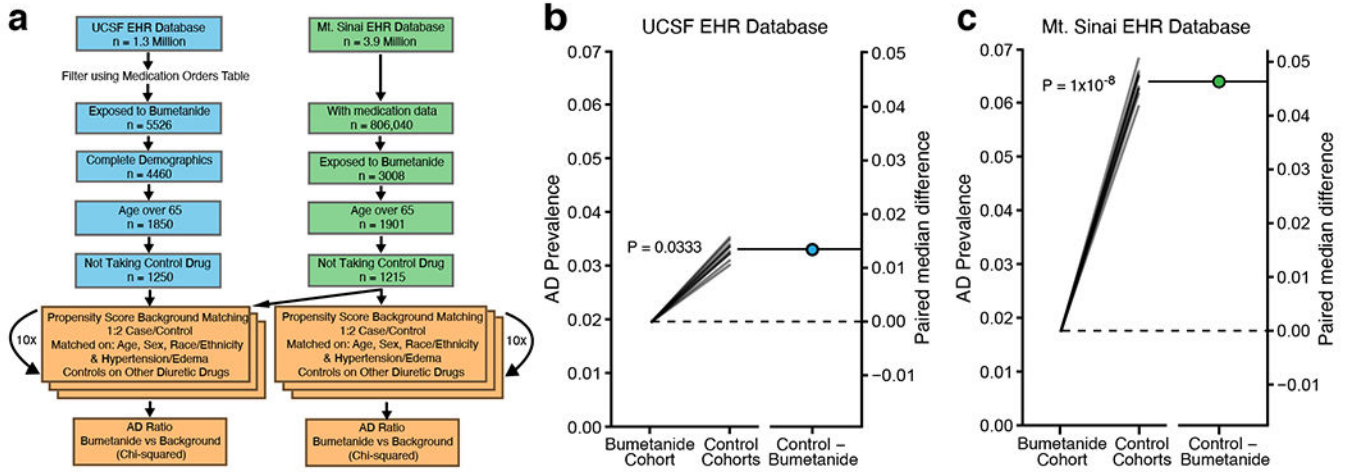 a
UCSF EHR Database
n = 1.3 Million
Filter using Medication Orders Table
Exposed to Bumetanide
n = 5526
Complete Demographics
n = 4460
Age over 65
n = 1850
Not Taking Control Drug
n = 1250
10x
Propensity Score Background Matching
1:2 Case/Control
Matched on: Age, Sex, Race/Ethnicity
& Hypertension/Edema
Controls on Other Diuretic Drugs
AD Ratio
Bumetanide vs Background
(Chi-squared)
Mt. Sinai EHR Database
n = 3.9 Million
With medication data
n = 806,040
Exposed to Bumetanide
n = 3008
Age over 65
n = 1901
Not Taking Control Drug
n = 1215
Propensity Score Background Matching
1:2 Case/Control
Matched on: Age, Sex, Race/Ethnicity
& Hypertension/Edema
Controls on Other Diuretic Drugs
10x
AD Ratio
Bumetanide vs Background
(Chi-squared)
b
UCSF EHR Database
AD Prevalence
0.07
0.06
0.05
0.04
0.03
0.02
0.01
0.00
P = 0.0333
0.05
0.04
0.03
0.02
0.01
0.00
−0.01
Paired median difference
Bumetanide
Cohort
Control
Cohorts
Control –
Bumetanide
c
Mt. Sinai EHR Database
AD Prevalence
0.07
0.06
0.05
0.04
0.03
0.02
0.01
0.00
P = 1x10⁻⁸
0.05
0.04
0.03
0.02
0.01
0.00
−0.01
Paired median difference
Bumetanide
Cohort
Control
Cohorts
Control –
Bumetanide